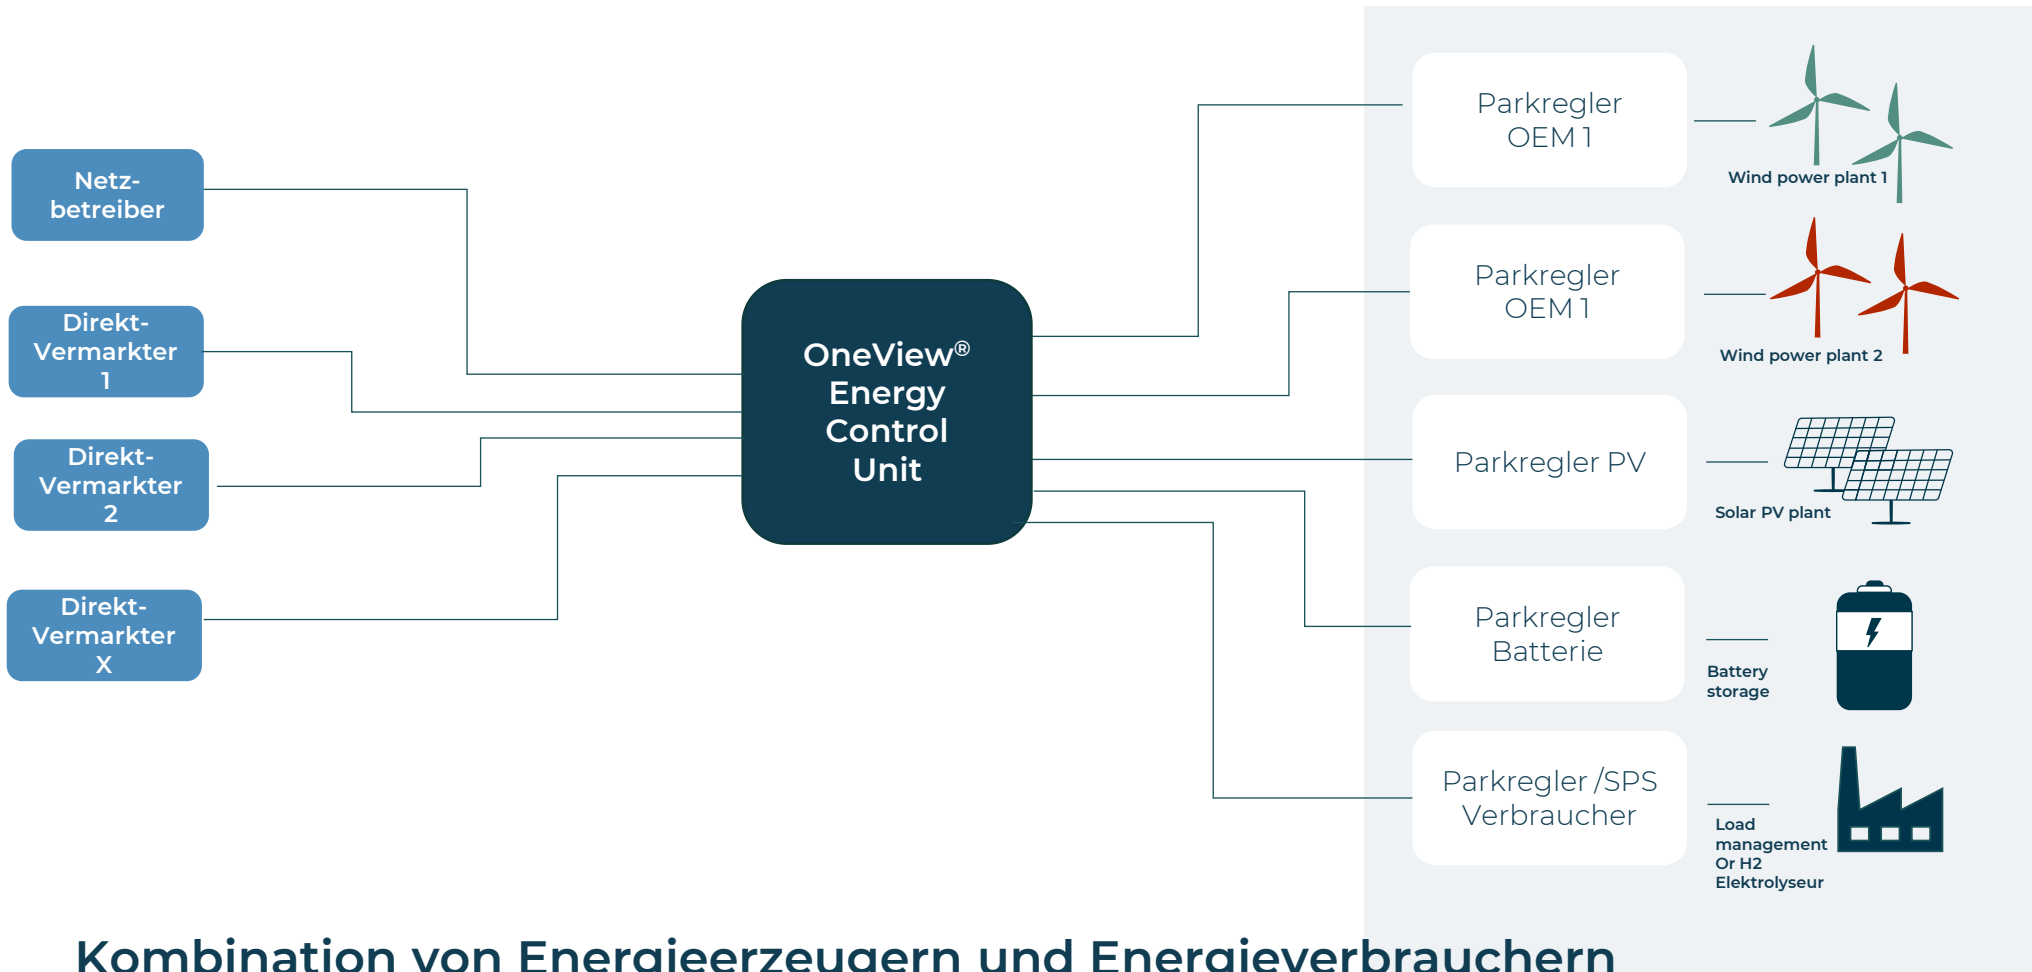 Netz-
betreiber
Direkt-
Vermarkter
1
Direkt-
Vermarkter
2
Direkt-
Vermarkter
X
OneView®
Energy
Control
Unit
Parkregler
OEM 1
Wind power plant 1
Parkregler
OEM 1
Wind power plant 2
Parkregler PV
Solar PV plant
Parkregler
Batterie
Battery
storage
Parkregler /SPS
Verbraucher
Load
management
Or H2
Elektrolyseur
Kombination von Energieerzeugern und Energieverbrauchern